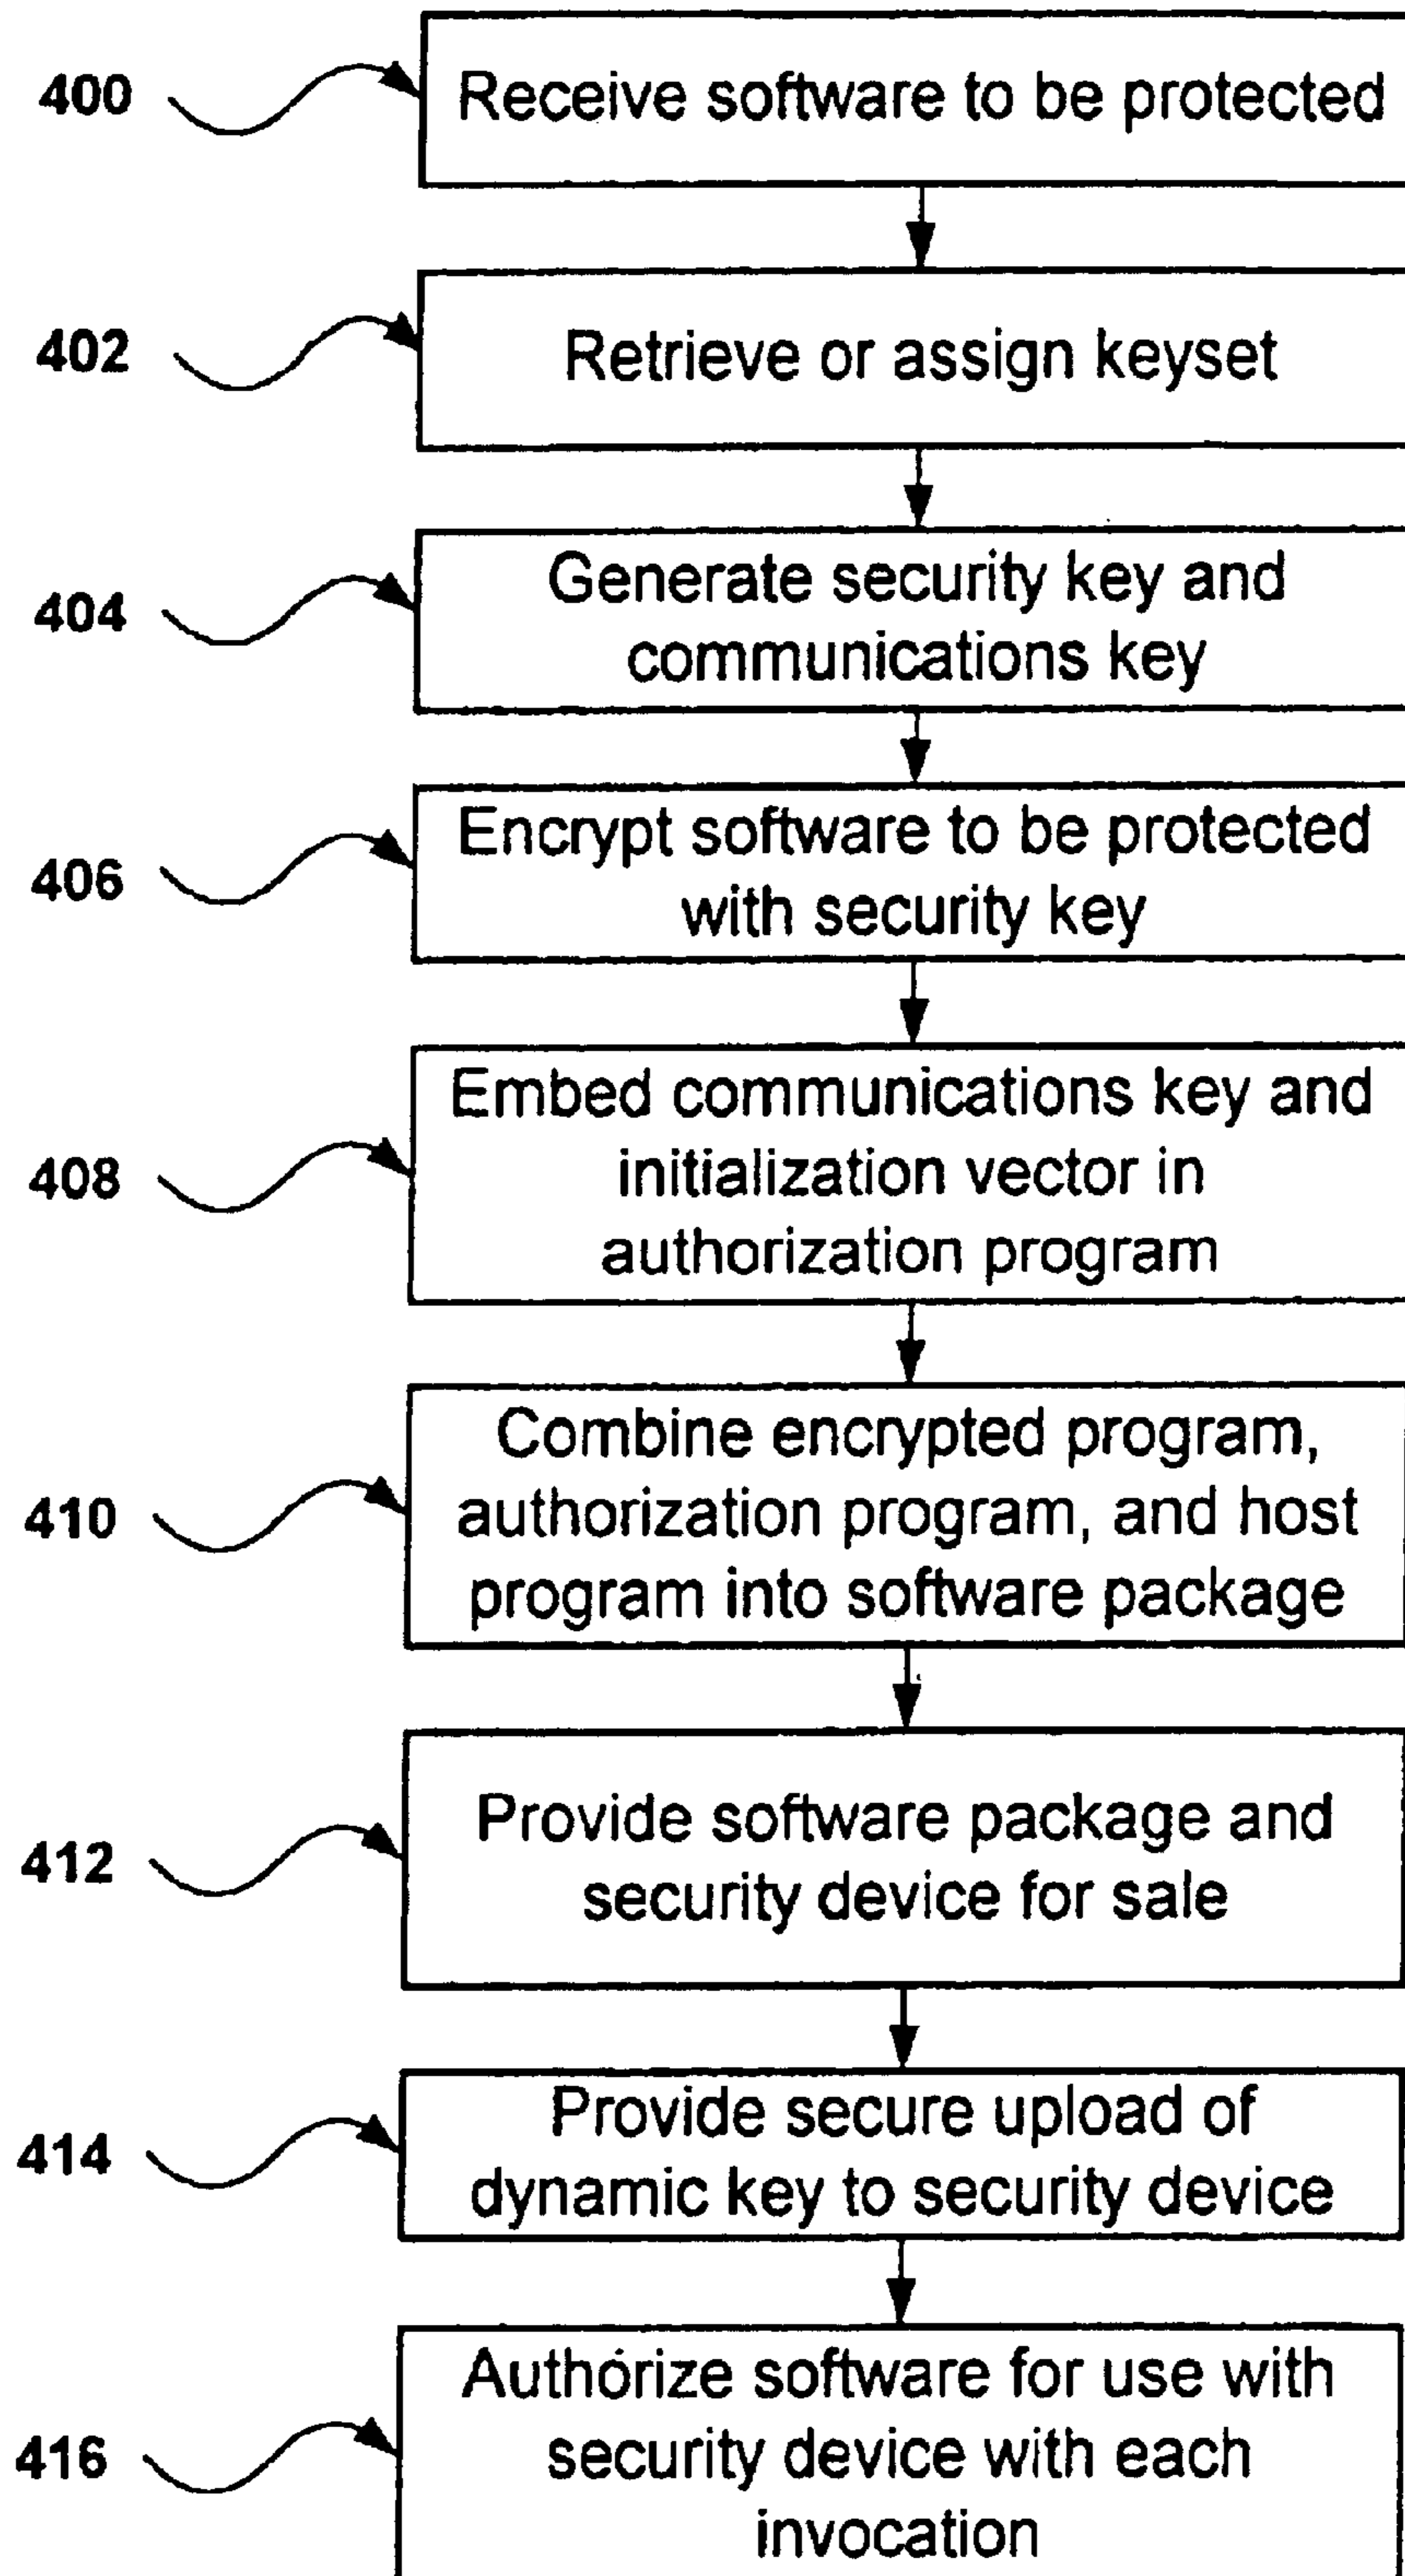 400
Receive software to be protected
402
Retrieve or assign keyset
404
Generate security key and
communications key
406
Encrypt software to be protected
with security key
408
Embed communications key and
initialization vector in
authorization program
410
Combine encrypted program,
authorization program, and host
program into software package
412
Provide software package and
security device for sale
414
Provide secure upload of
dynamic key to security device
416
Authorize software for use with
security device with each
invocation